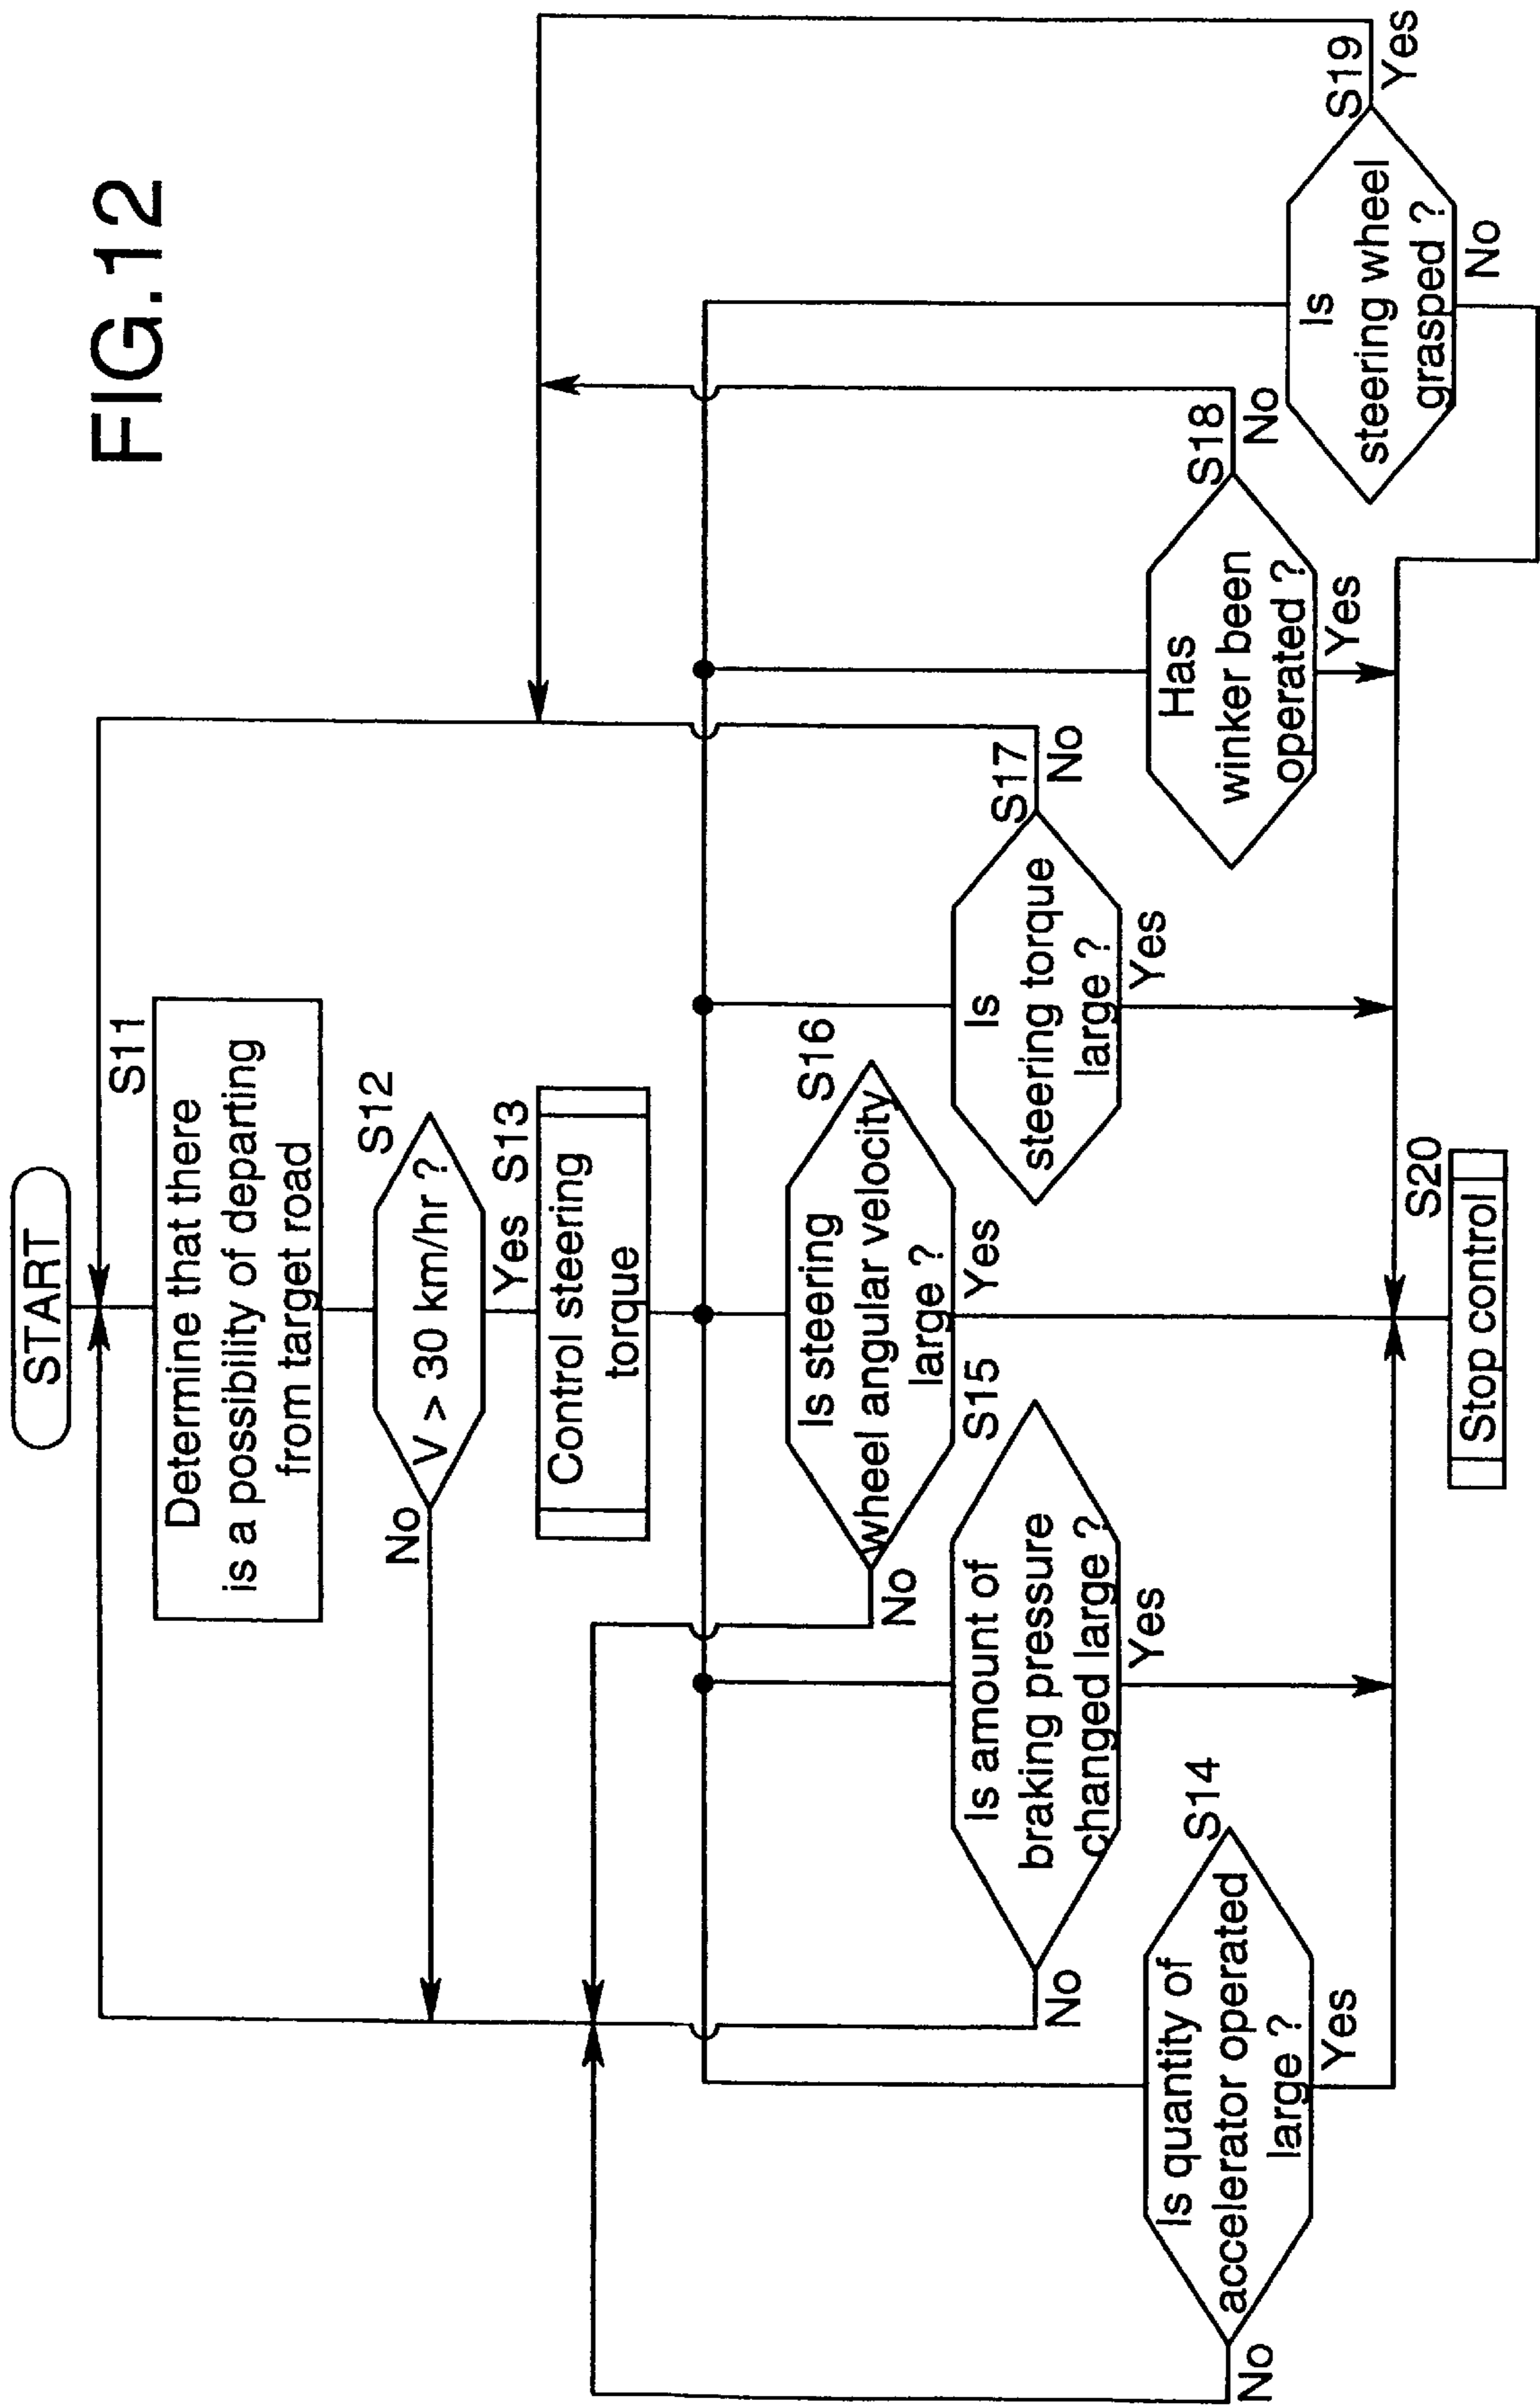 FIG.12
START
S11
Determine that there
is a possibility of departing
from target road
S12
V > 30 km/hr ?
No
Yes
S13
Control steering
torque
S16
Is steering
wheel angular velocity
large ?
No
Yes
S15
Is amount of
braking pressure
changed large ?
No
Yes
S17
Is
steering torque
large ?
No
Yes
S14
Is quantity of
accelerator operated
large ?
No
Yes
S18
Has
winker been
operated ?
No
Yes
S19
Is
steering wheel
grasped ?
Yes
No
S20
Stop control